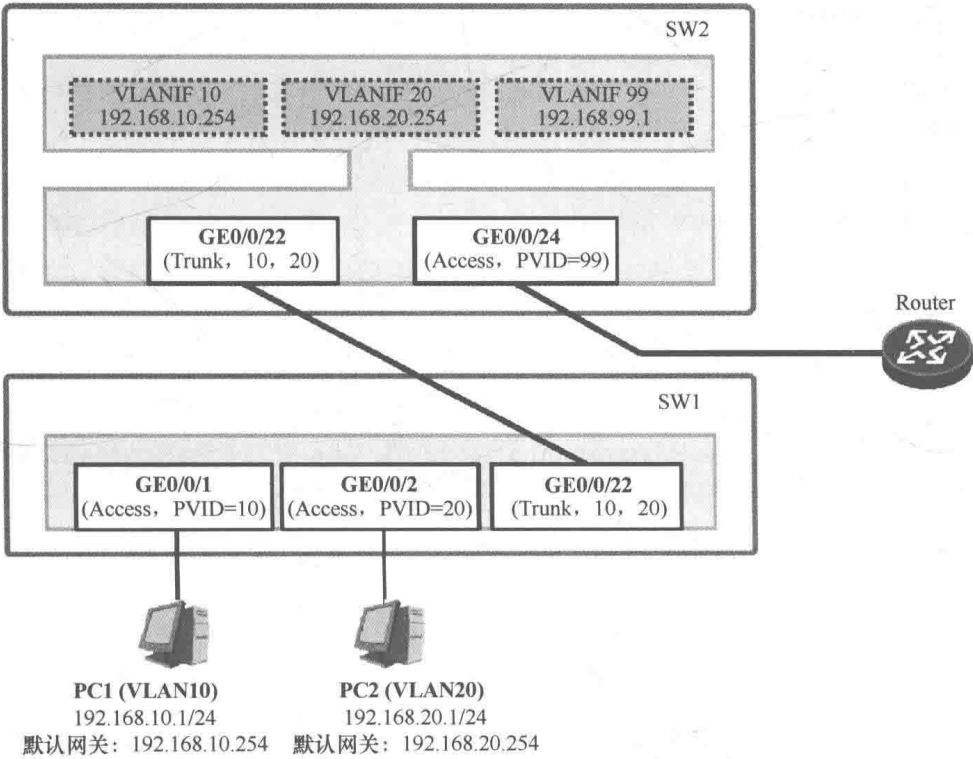 SW2
VLANIF 10
192.168.10.254
VLANIF 20
192.168.20.254
VLANIF 99
192.168.99.1
GE0/0/22
(Trunk，10，20)
GE0/0/24
(Access，PVID=99)
Router
SW1
GE0/0/1
(Access，PVID=10)
GE0/0/2
(Access，PVID=20)
GE0/0/22
(Trunk，10，20)
PC1 (VLAN10)
192.168.10.1/24
默认网关：192.168.10.254
PC2 (VLAN20)
192.168.20.1/24
默认网关：192.168.20.254